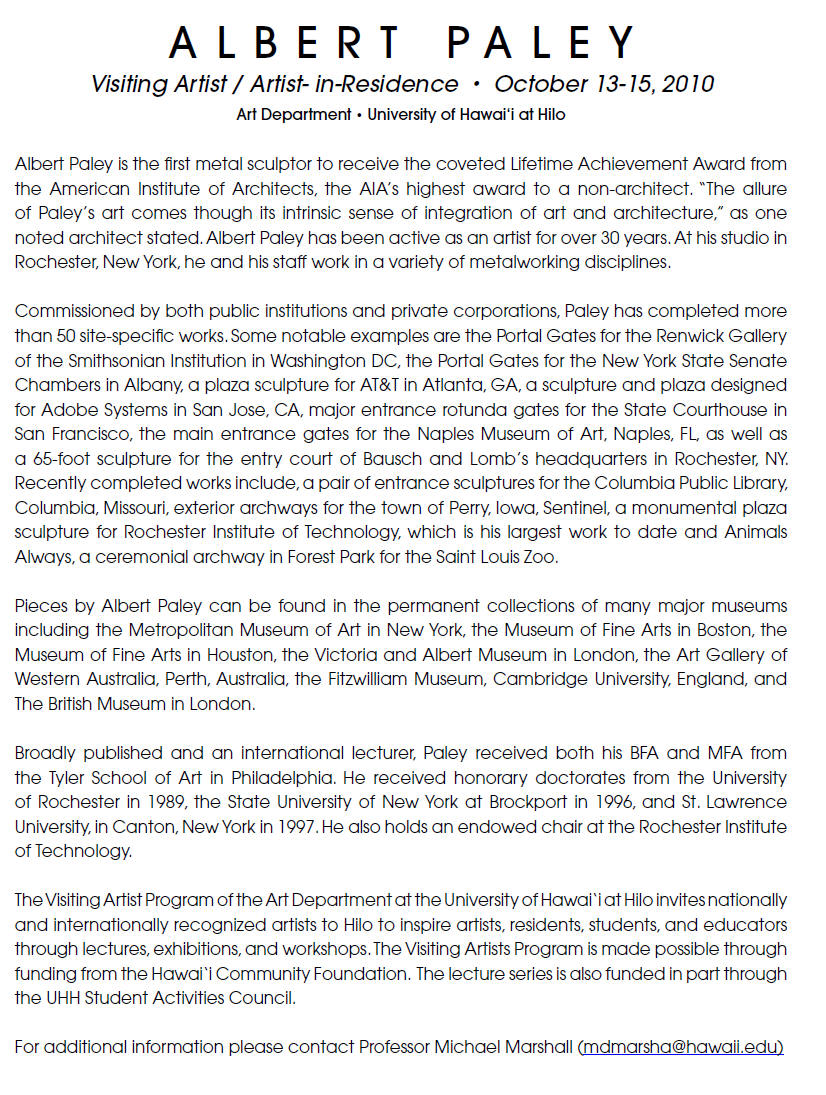 ALBERT PALEY
Visiting Artist / Artist- in-Residence • October 13-15, 2010
Art Department • University of Hawai‘i at Hilo
Albert Paley is the first metal sculptor to receive the coveted Lifetime Achievement Award from
the American Institute of Architects, the AIA’s highest award to a non-architect. “The allure
of Paley’s art comes though its intrinsic sense of integration of art and architecture,” as one
noted architect stated. Albert Paley has been active as an artist for over 30 years. At his studio in
Rochester, New York, he and his staff work in a variety of metalworking disciplines.
Commissioned by both public institutions and private corporations, Paley has completed more
than 50 site-specific works. Some notable examples are the Portal Gates for the Renwick Gallery
of the Smithsonian Institution in Washington DC, the Portal Gates for the New York State Senate
Chambers in Albany, a plaza sculpture for AT&T in Atlanta, GA, a sculpture and plaza designed
for Adobe Systems in San Jose, CA, major entrance rotunda gates for the State Courthouse in
San Francisco, the main entrance gates for the Naples Museum of Art, Naples, FL, as well as
a 65-foot sculpture for the entry court of Bausch and Lomb’s headquarters in Rochester, NY.
Recently completed works include, a pair of entrance sculptures for the Columbia Public Library,
Columbia, Missouri, exterior archways for the town of Perry, Iowa, Sentinel, a monumental plaza
sculpture for Rochester Institute of Technology, which is his largest work to date and Animals
Always, a ceremonial archway in Forest Park for the Saint Louis Zoo.
Pieces by Albert Paley can be found in the permanent collections of many major museums
including the Metropolitan Museum of Art in New York, the Museum of Fine Arts in Boston, the
Museum of Fine Arts in Houston, the Victoria and Albert Museum in London, the Art Gallery of
Western Australia, Perth, Australia, the Fitzwilliam Museum, Cambridge University, England, and
The British Museum in London.
Broadly published and an international lecturer, Paley received both his BFA and MFA from
the Tyler School of Art in Philadelphia. He received honorary doctorates from the University
of Rochester in 1989, the State University of New York at Brockport in 1996, and St. Lawrence
University, in Canton, New York in 1997. He also holds an endowed chair at the Rochester Institute
of Technology.
The Visiting Artist Program of the Art Department at the University of Hawai‘i at Hilo invites nationally
and internationally recognized artists to Hilo to inspire artists, residents, students, and educators
through lectures, exhibitions, and workshops. The Visiting Artists Program is made possible through
funding from the Hawai‘i Community Foundation. The lecture series is also funded in part through
the UHH Student Activities Council.
For additional information please contact Professor Michael Marshall (mdmarsha@hawaii.edu)